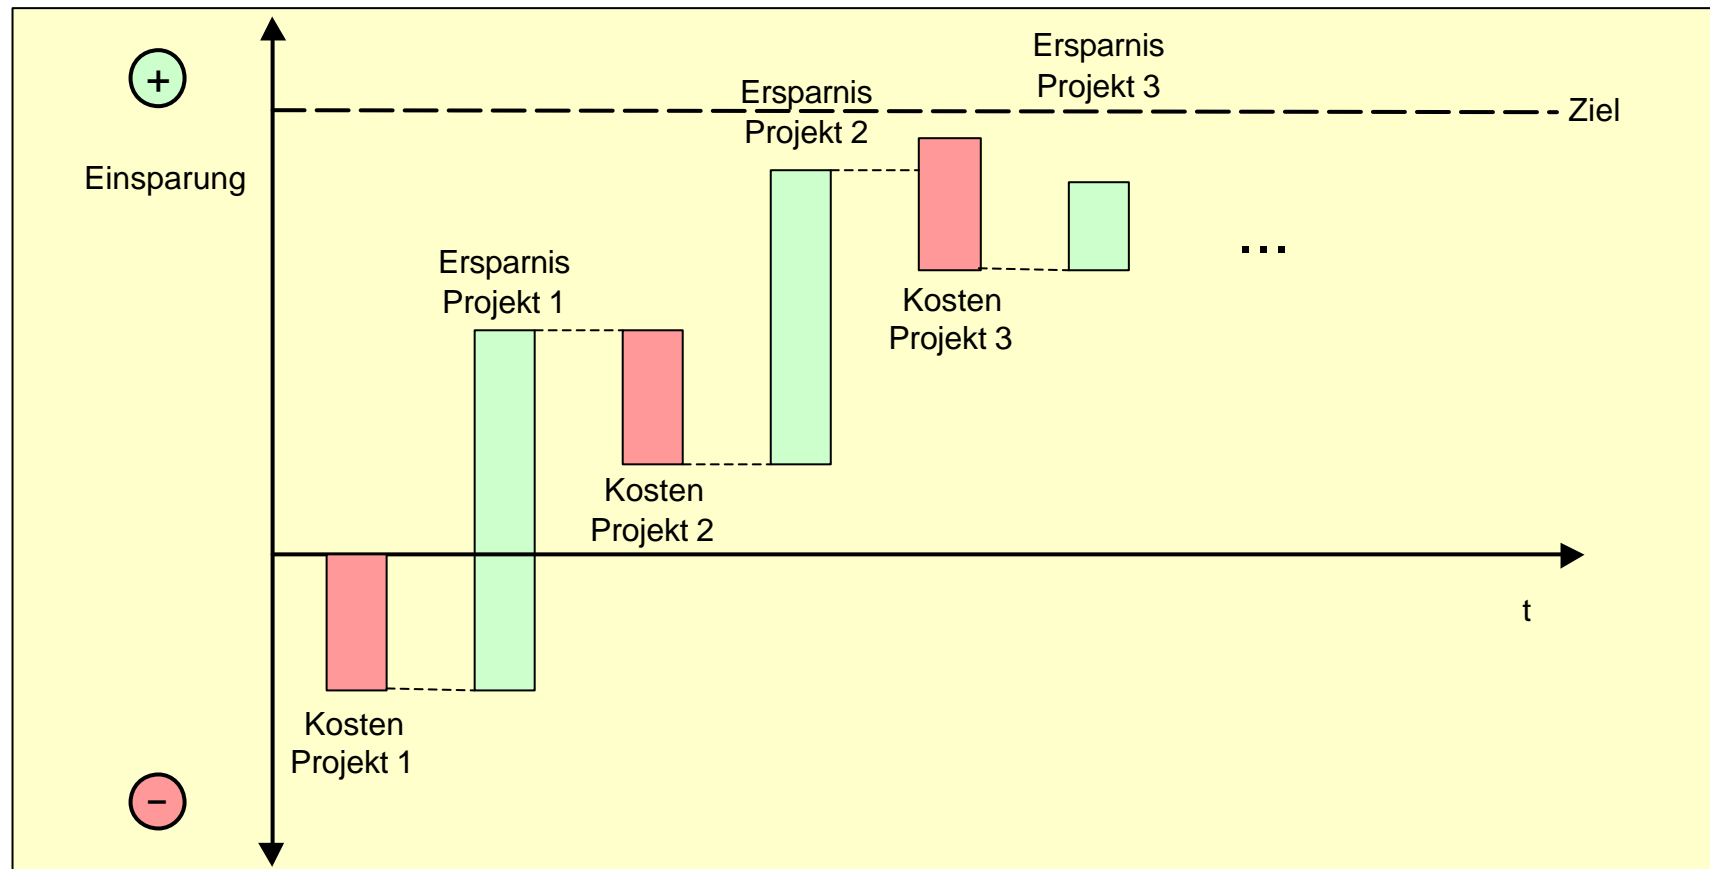 +
Einsparung
Ersparnis
Projekt 1
Ersparnis
Projekt 2
Ersparnis
Projekt 3
Ziel
Kosten
Projekt 3
...
Kosten
Projekt 2
t
Kosten
Projekt 1
−